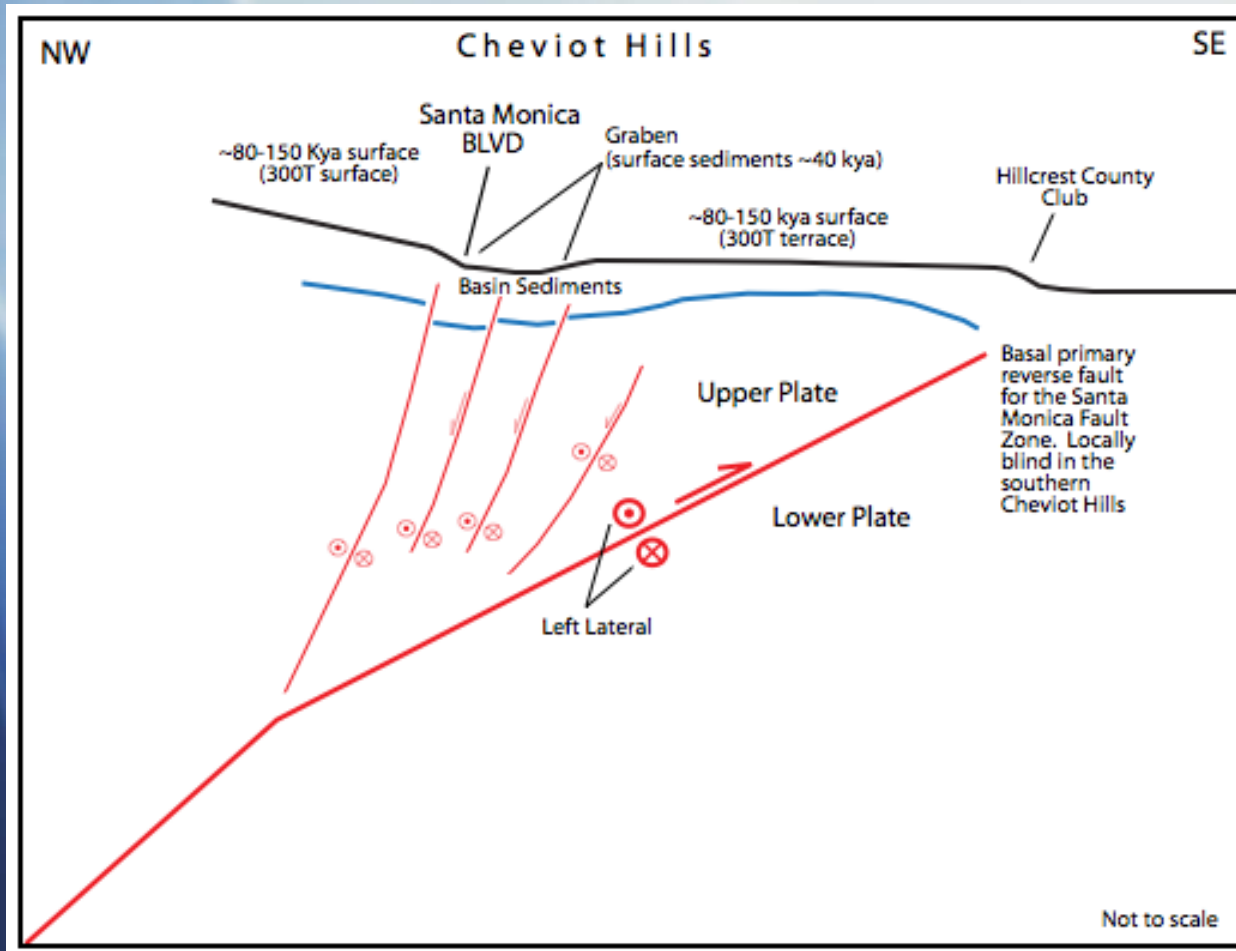 NW
Cheviot Hills
SE
Santa Monica
BLVD
~80-150 Kya surface
(300T surface)
Graben
(surface sediments ~40 kya)
Hillcrest County
Club
~80-150 kya surface
(300T terrace)
Basin Sediments
Upper Plate
Basal primary
reverse fault
for the Santa
Monica Fault
Zone. Locally
blind in the
southern
Cheviot Hills
Lower Plate
Left Lateral
Not to scale